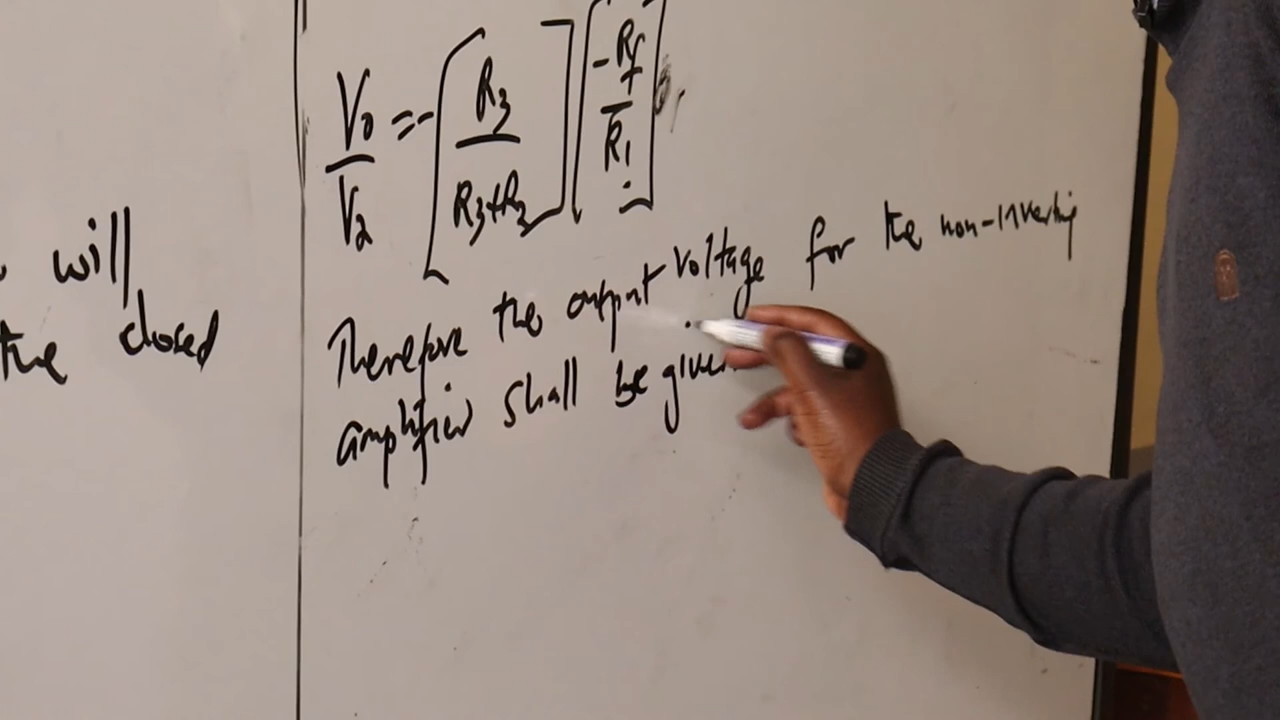 V0/V2 = -[R3/R3+R2][-Rf/R1]
will
the closed
Therefore the output voltage for the non-inverting
amplifier shall be given